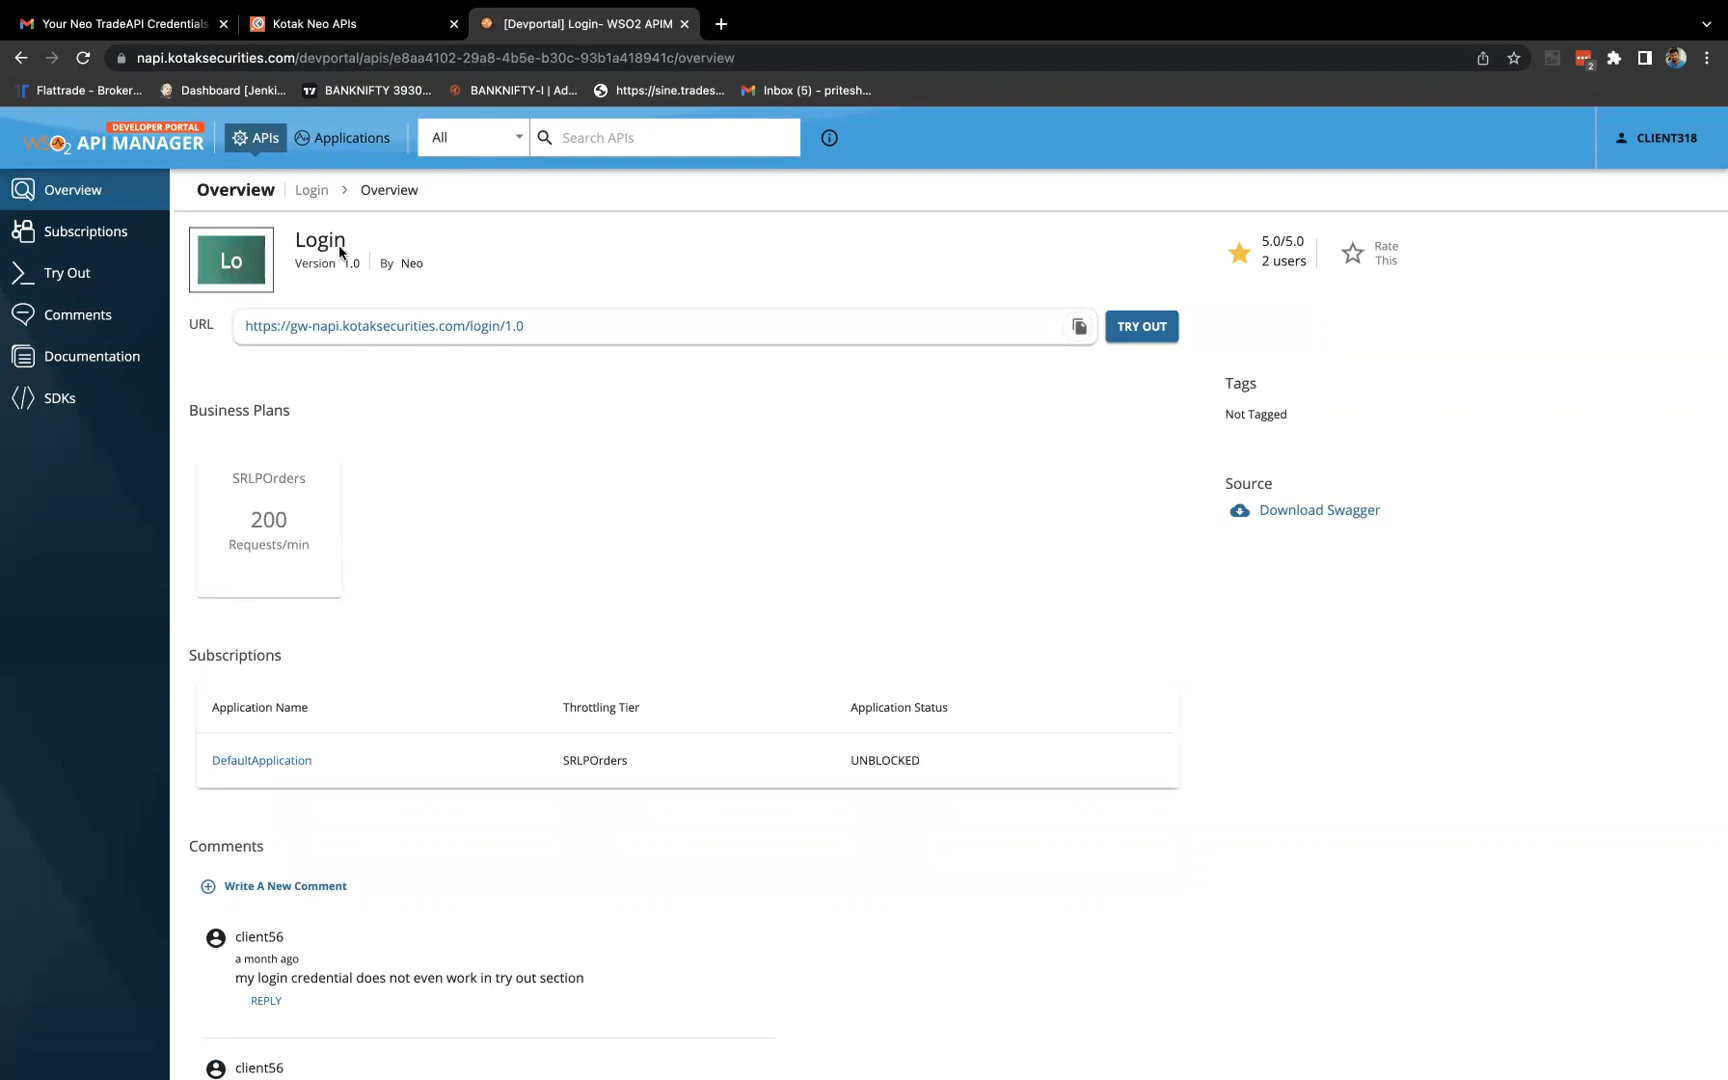 Your Neo TradeAPI Credentials
Kotak Neo APIs
[Devportal] Login- WSO2 APIM
napi.kotaksecurities.com/devportal/apis/e8aa4102-29a8-4b5e-b30c-93b1a418941c/overview
2
Flattrade - Broker...
Dashboard [Jenki...
BANKNIFTY 3930...
BANKNIFTY-I | Ad...
https://sine.trades...
Inbox (5) - pritesh...
DEVELOPER PORTAL
WSO2 API MANAGER
APIs
Applications
All
Search APIs
CLIENT318
Overview
Subscriptions
Try Out
Comments
Documentation
SDKs
Overview
Login > Overview
Lo
Login
Version 1.0
By Neo
5.0/5.0
2 users
Rate
This
URL
https://gw-napi.kotaksecurities.com/login/1.0
TRY OUT
Tags
Not Tagged
Business Plans
SRLPOrders
200
Requests/min
Source
Download Swagger
Subscriptions
Application Name
Throttling Tier
Application Status
DefaultApplication
SRLPOrders
UNBLOCKED
Comments
Write A New Comment
client56
a month ago
my login credential does not even work in try out section
REPLY
client56